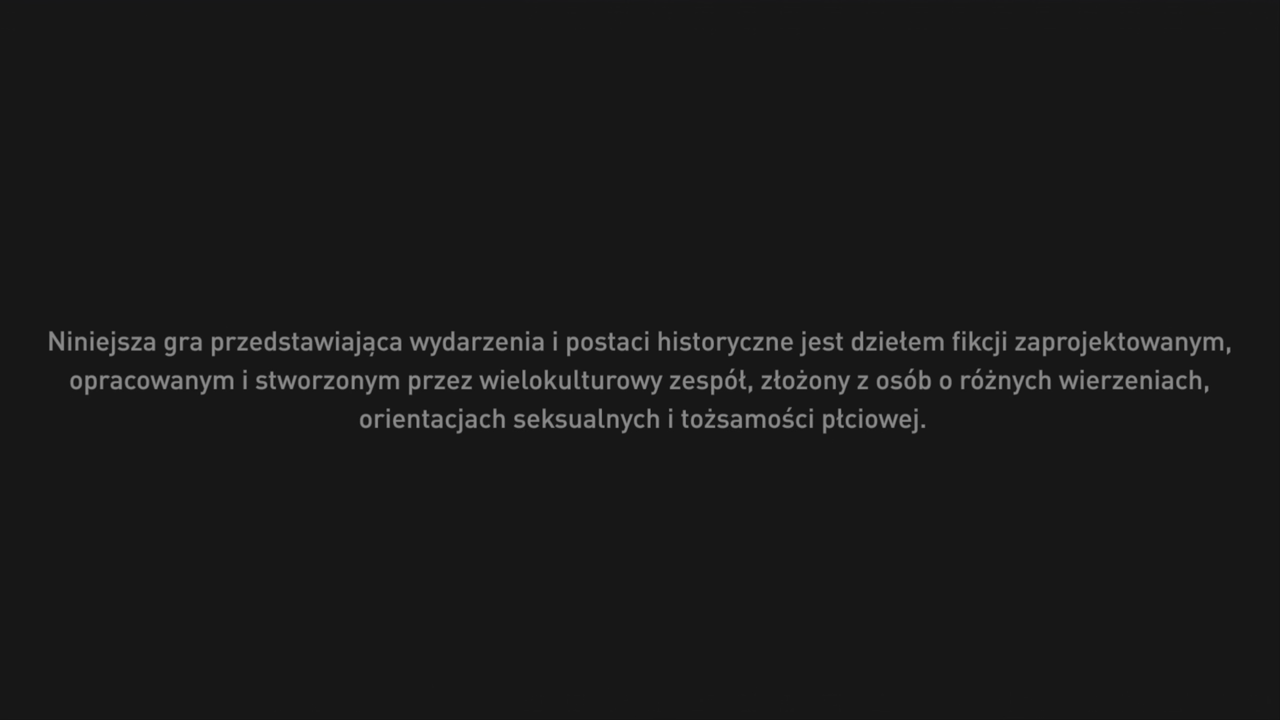 Niniejsza gra przedstawiająca wydarzenia i postaci historyczne jest dziełem fikcji zaprojektowanym,
opracowanym i stworzonym przez wielokulturowy zespół, złożony z osób o różnych wierzeniach,
orientacjach seksualnych i tożsamości płciowej.